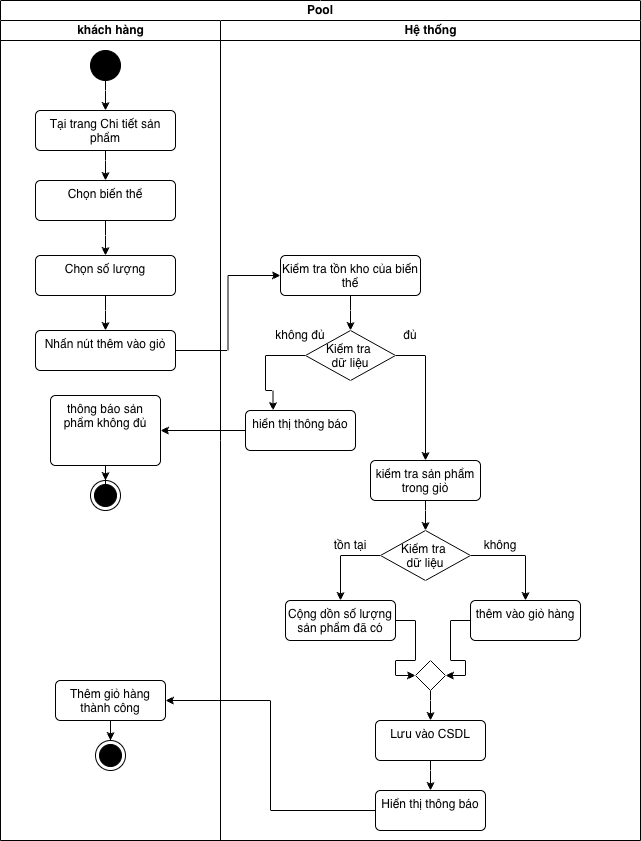 Pool
khách hàng
Hệ thống
Tại trang Chi tiết sản
phẩm
Chọn biến thể
Chọn số lượng
Kiểm tra tồn kho của biến
thể
Nhấn nút thêm vào giỏ
không đủ
đủ
Kiểm tra
dữ liệu
thông báo sản
phẩm không đủ
hiển thị thông báo
kiểm tra sản phẩm
trong giỏ
tồn tại
không
Kiểm tra
dữ liệu
Cộng dồn số lượng
sản phẩm đã có
thêm vào giỏ hàng
Thêm giỏ hàng
thành công
Lưu vào CSDL
Hiển thị thông báo